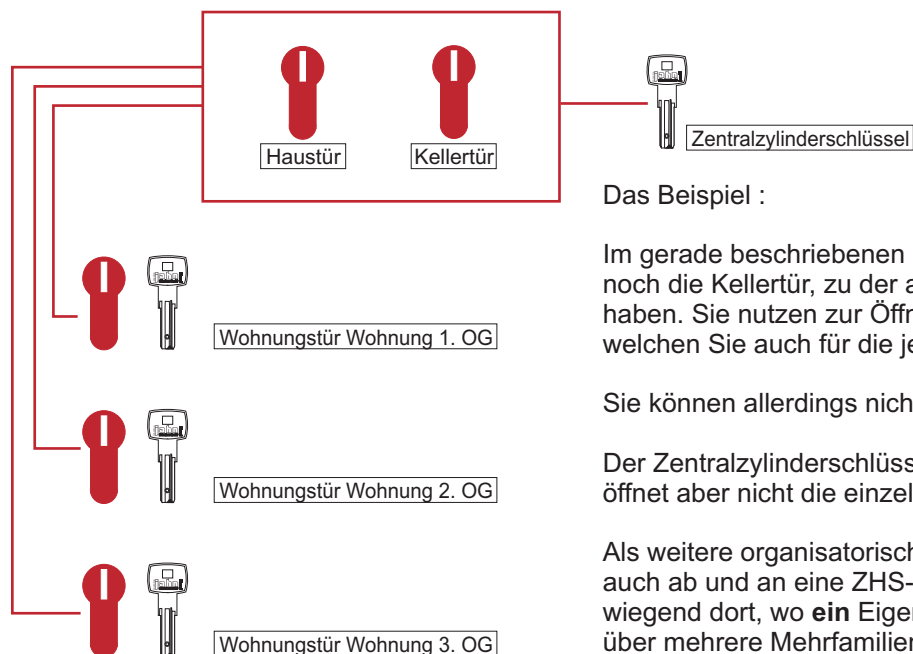 Haustür
Kellertür
Zentralzylinderschlüssel
Das Beispiel :
Im gerade beschriebenen
noch die Kellertür, zu der a
haben. Sie nutzen zur Öffn
welchen Sie auch für die je
Wohnungstür Wohnung 1. OG
Sie können allerdings nich
Der Zentralzylinderschlüss
öffnet aber nicht die einzel
Wohnungstür Wohnung 2. OG
Als weitere organisatorisch
auch ab und an eine ZHS-
wiegend dort, wo ein Eiger
über mehrere Mehrfamilien
Wohnungstür Wohnung 3. OG